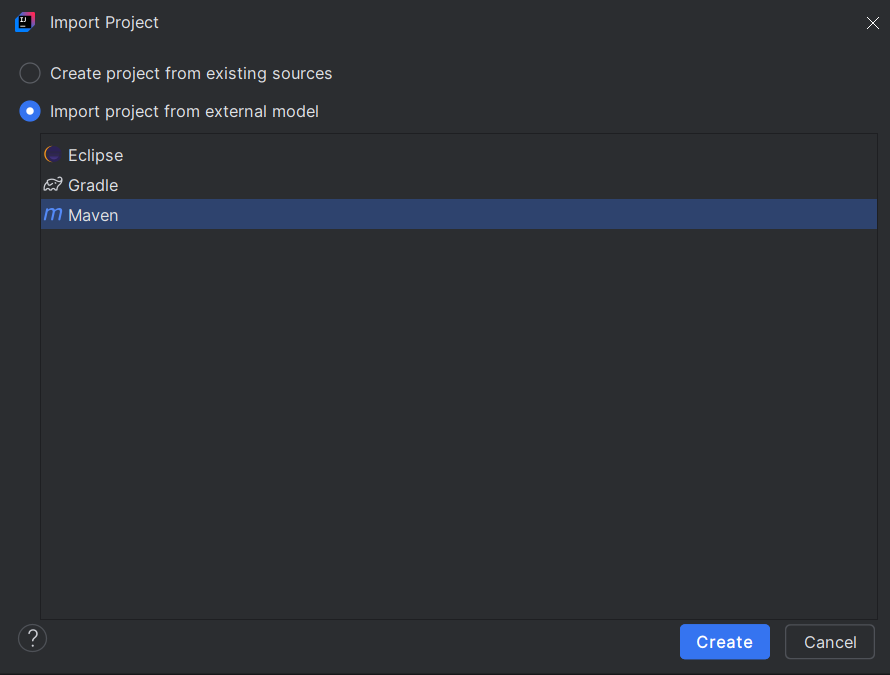 Import Project
Create project from existing sources
Import project from external model
Eclipse
Gradle
m Maven
?
Create
Cancel